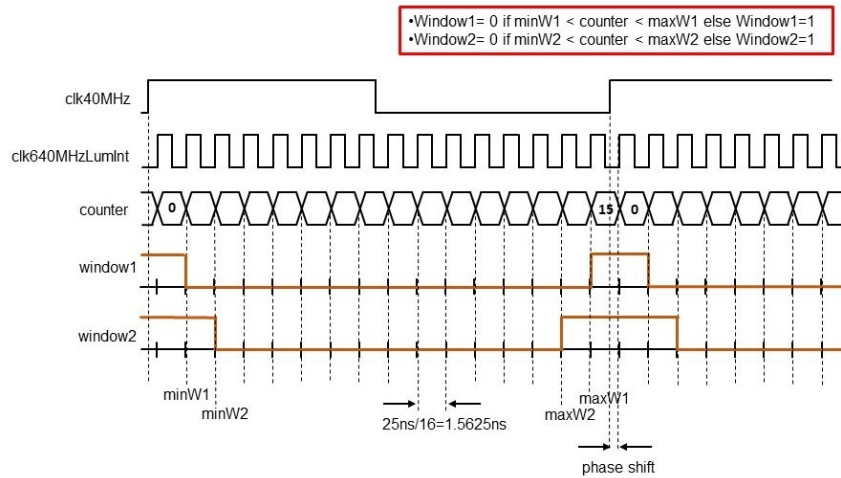 •Window1= 0 if minW1 < counter < maxW1 else Window1=1
•Window2= 0 if minW2 < counter < maxW2 else Window2=1
clk40MHz
clk640MHzLumInt
counter
0
15
0
window1
window2
minW1
minW2
maxW1
maxW2
25ns/16=1.5625ns
phase shift